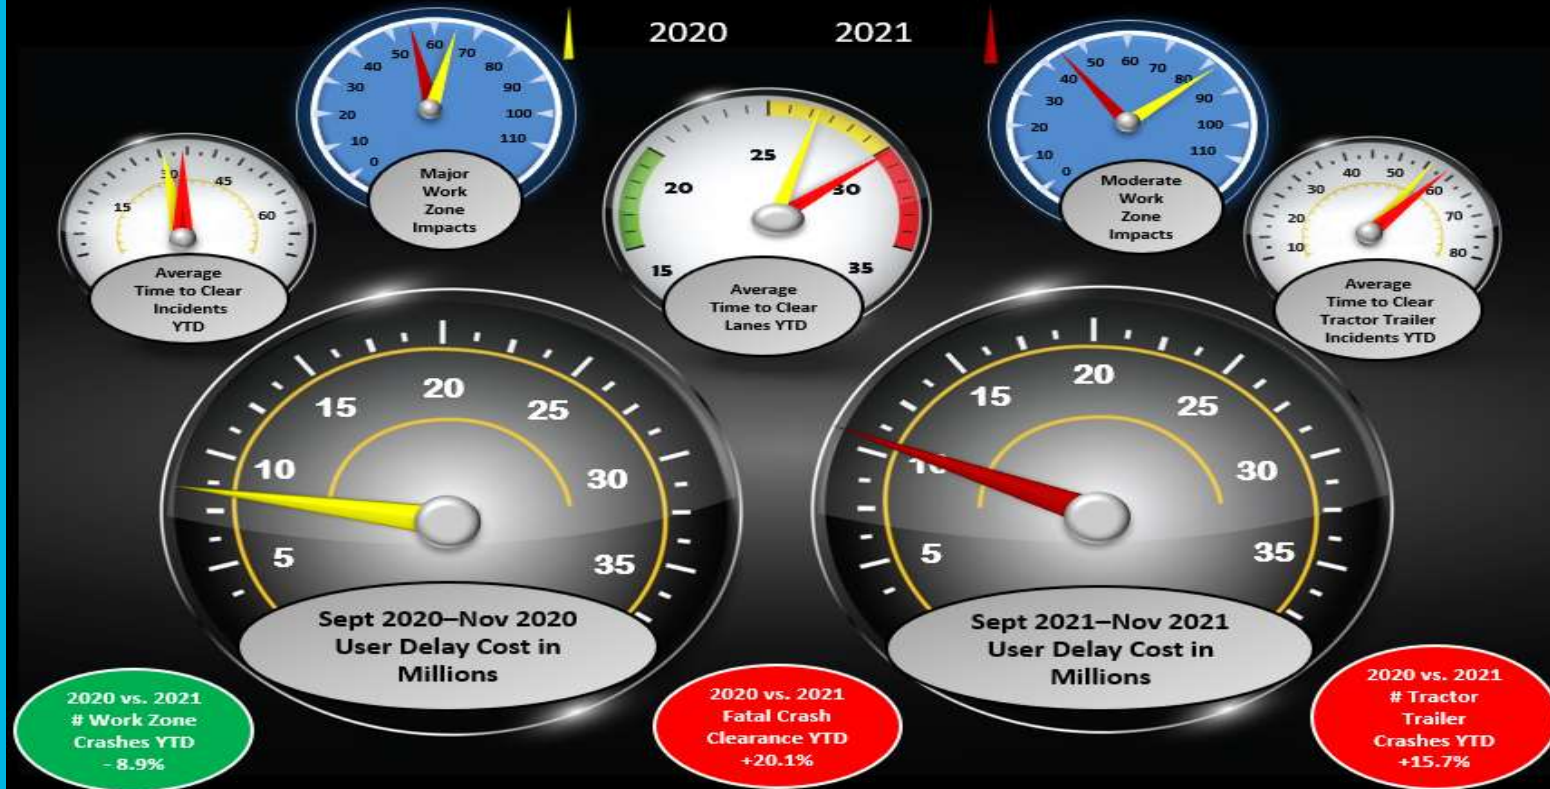 2020
2021
50
60
70
40
80
30
90
20
100
10
110
0
Major
Work
Zone
Impacts
50
60
70
40
80
30
90
20
100
10
110
0
Moderate
Work
Zone
Impacts
30
45
15
60
Average
Time to Clear
Incidents
YTD
25
20
30
15
35
Average
Time to Clear
Lanes YTD
40
50
30
60
20
70
10
80
Average
Time to Clear
Tractor Trailer
Incidents YTD
20
15
25
10
30
5
35
Sept 2020–Nov 2020
User Delay Cost in
Millions
20
15
25
10
30
5
35
Sept 2021–Nov 2021
User Delay Cost in
Millions
2020 vs. 2021
# Work Zone
Crashes YTD
- 8.9%
2020 vs. 2021
Fatal Crash
Clearance YTD
+20.1%
2020 vs. 2021
# Tractor
Trailer
Crashes YTD
+15.7%